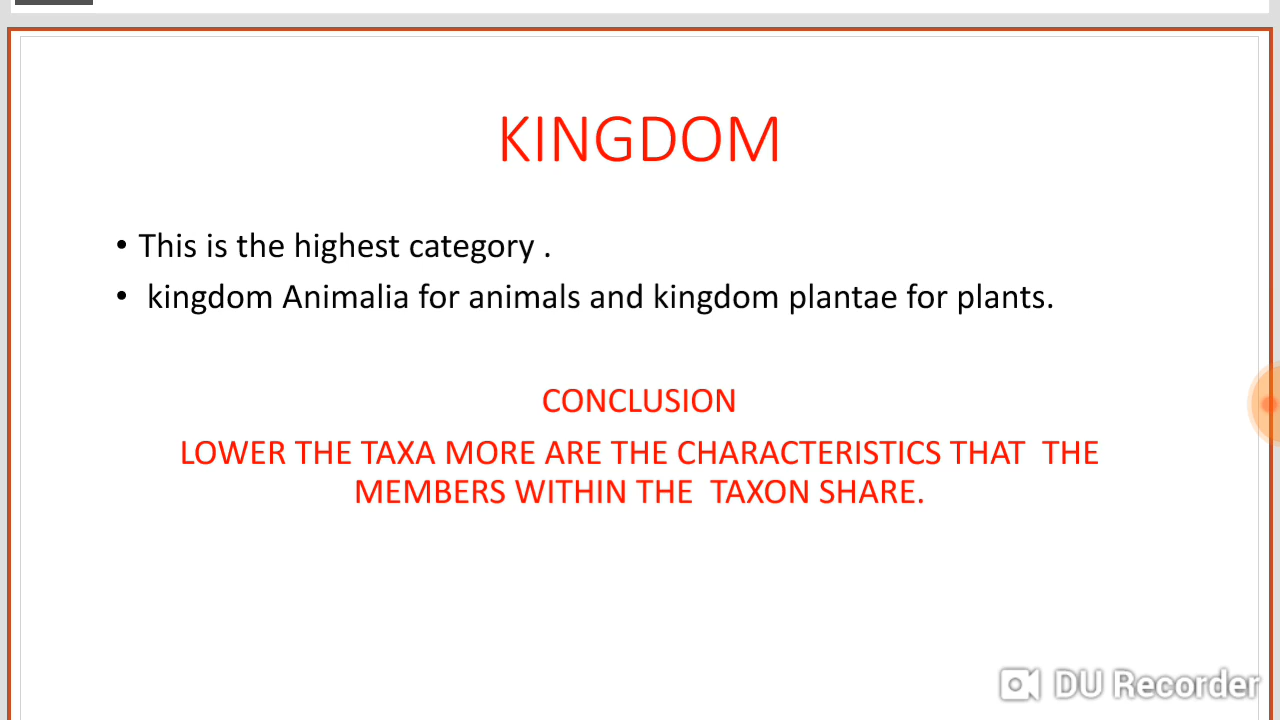 KINGDOM
• This is the highest category .
• kingdom Animalia for animals and kingdom plantae for plants.
CONCLUSION
LOWER THE TAXA MORE ARE THE CHARACTERISTICS THAT  THE
MEMBERS WITHIN THE  TAXON SHARE.
DU Recorder